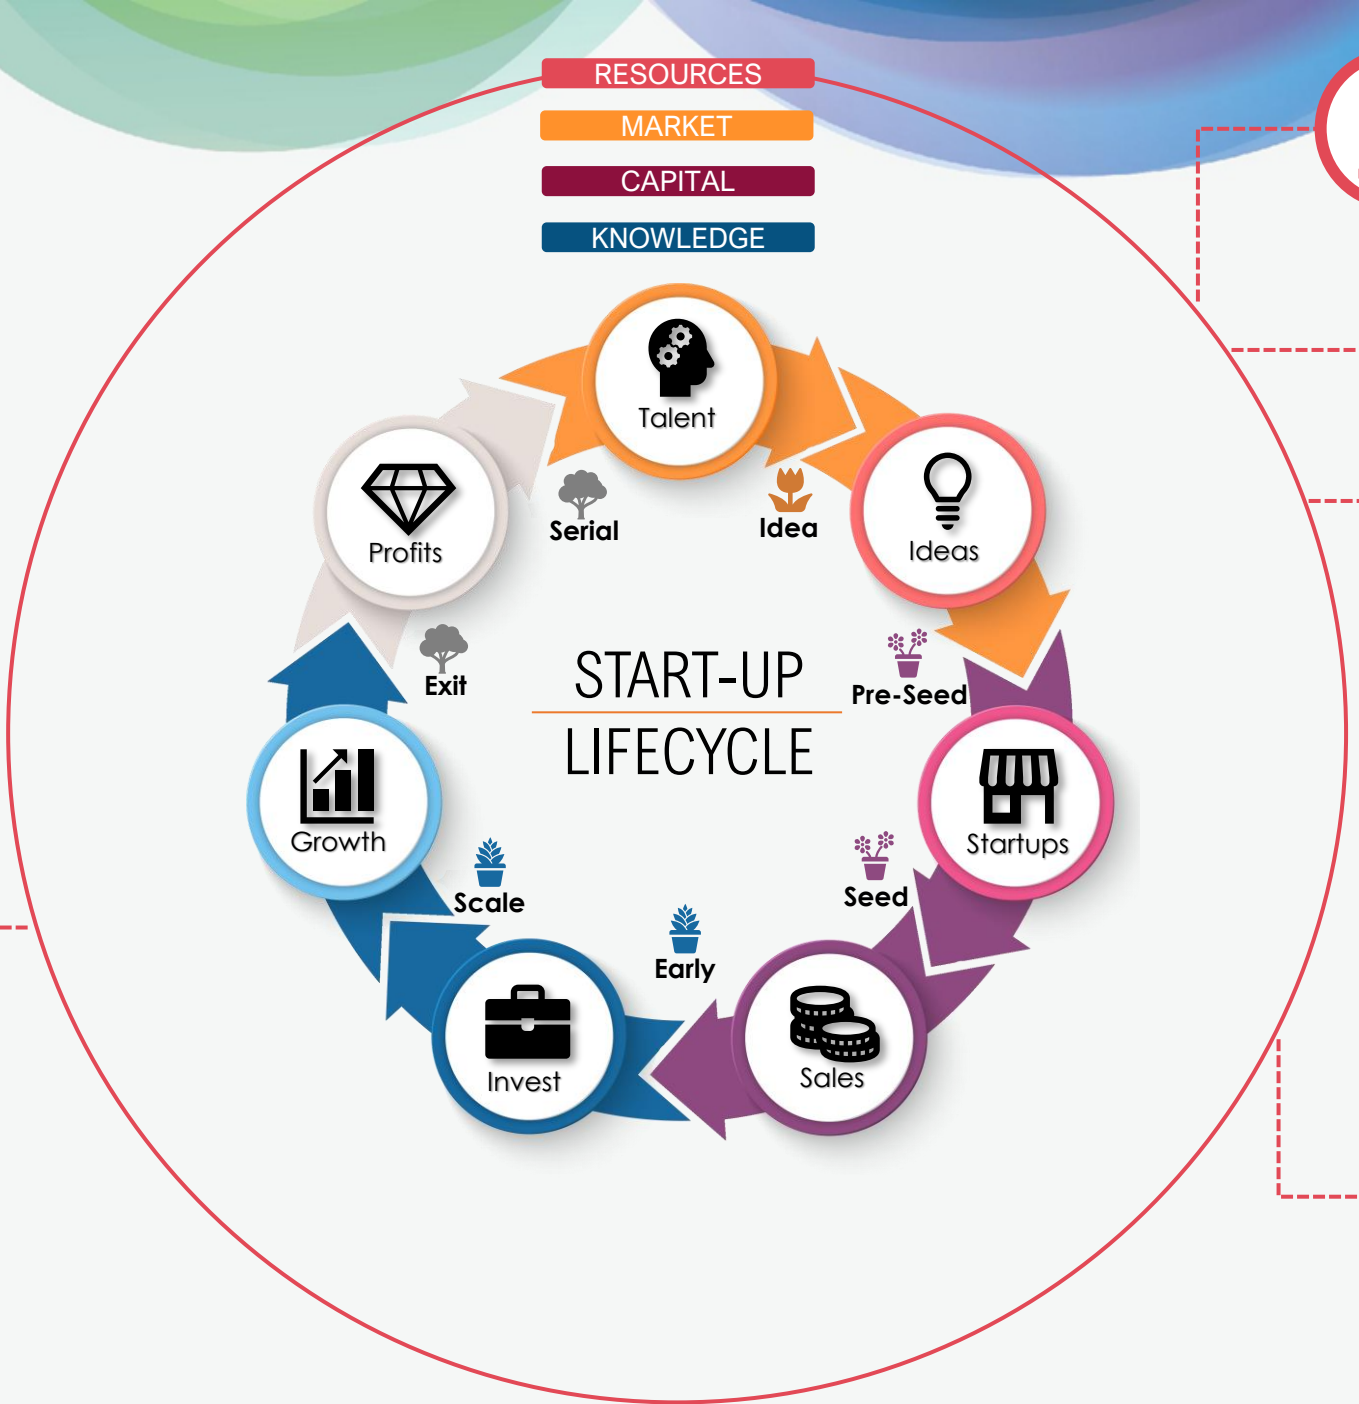 RESOURCES
MARKET
CAPITAL
KNOWLEDGE
Talent
Serial
Idea
Profits
Ideas
Exit
START-UP
LIFECYCLE
Pre-Seed
Growth
Startups
Scale
Seed
Early
Invest
Sales